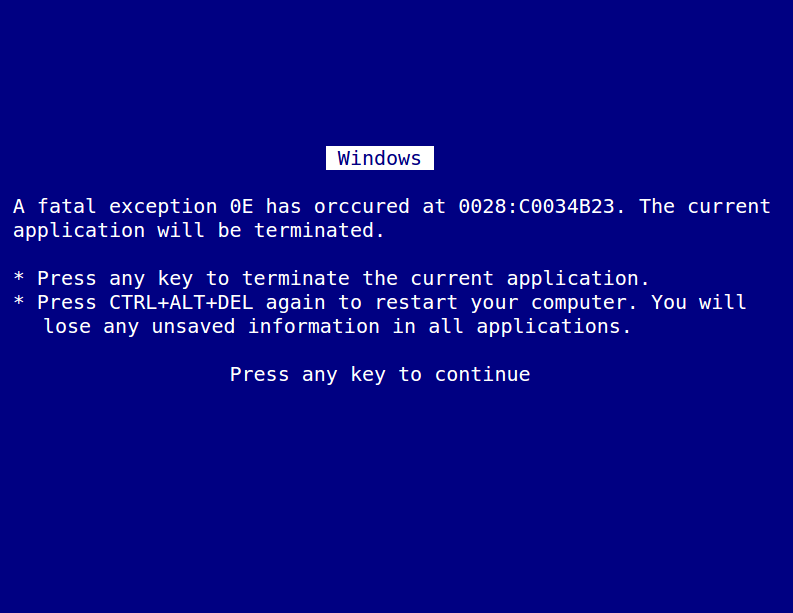 Windows
A fatal exception 0E has orccured at 0028:C0034B23. The current
application will be terminated.
* Press any key to terminate the current application.
* Press CTRL+ALT+DEL again to restart your computer. You will
lose any unsaved information in all applications.
Press any key to continue